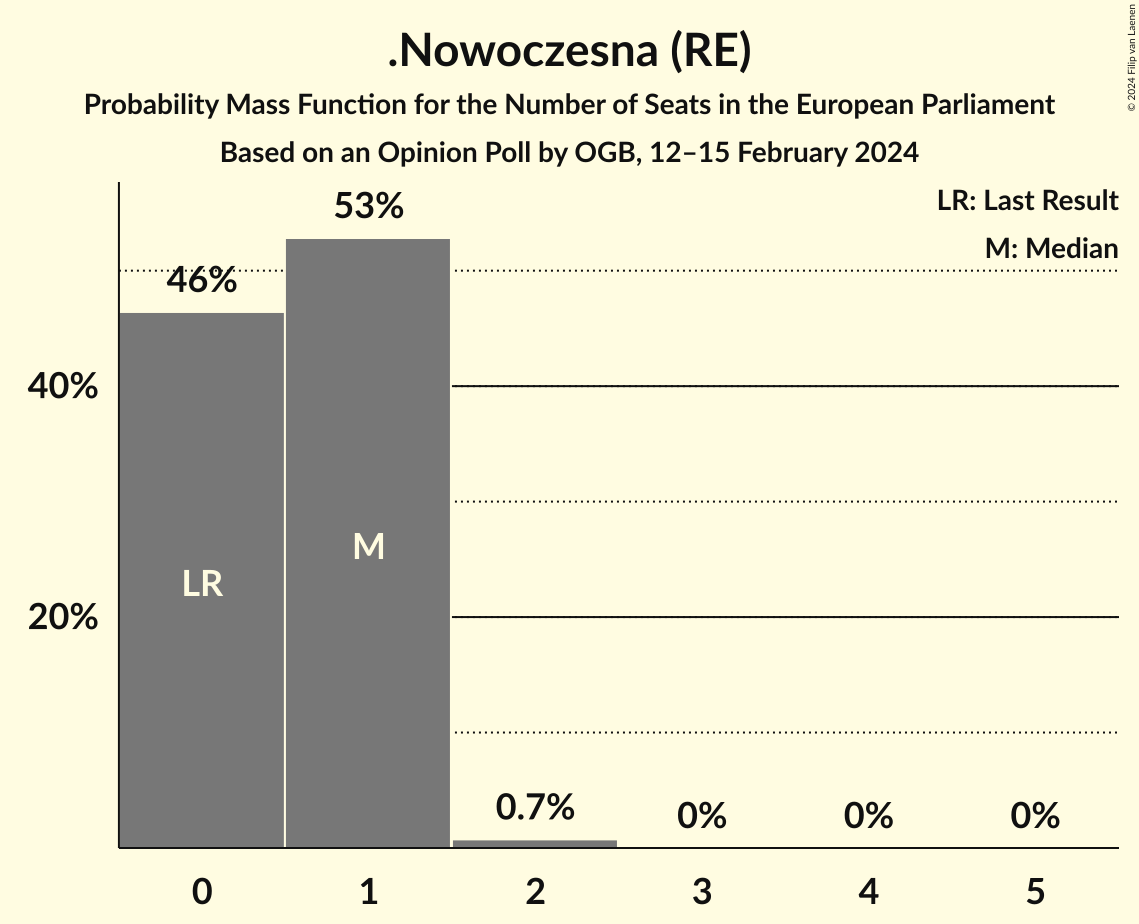 .Nowoczesna (RE)
Probability Mass Function for the Number of Seats in the European Parliament
Based on an Opinion Poll by OGB, 12–15 February 2024
© 2024 Filip van Laenen
LR: Last Result
M: Median
53%
46%
40%
M
LR
20%
0.7%
0%
0%
0%
0
1
2
3
4
5